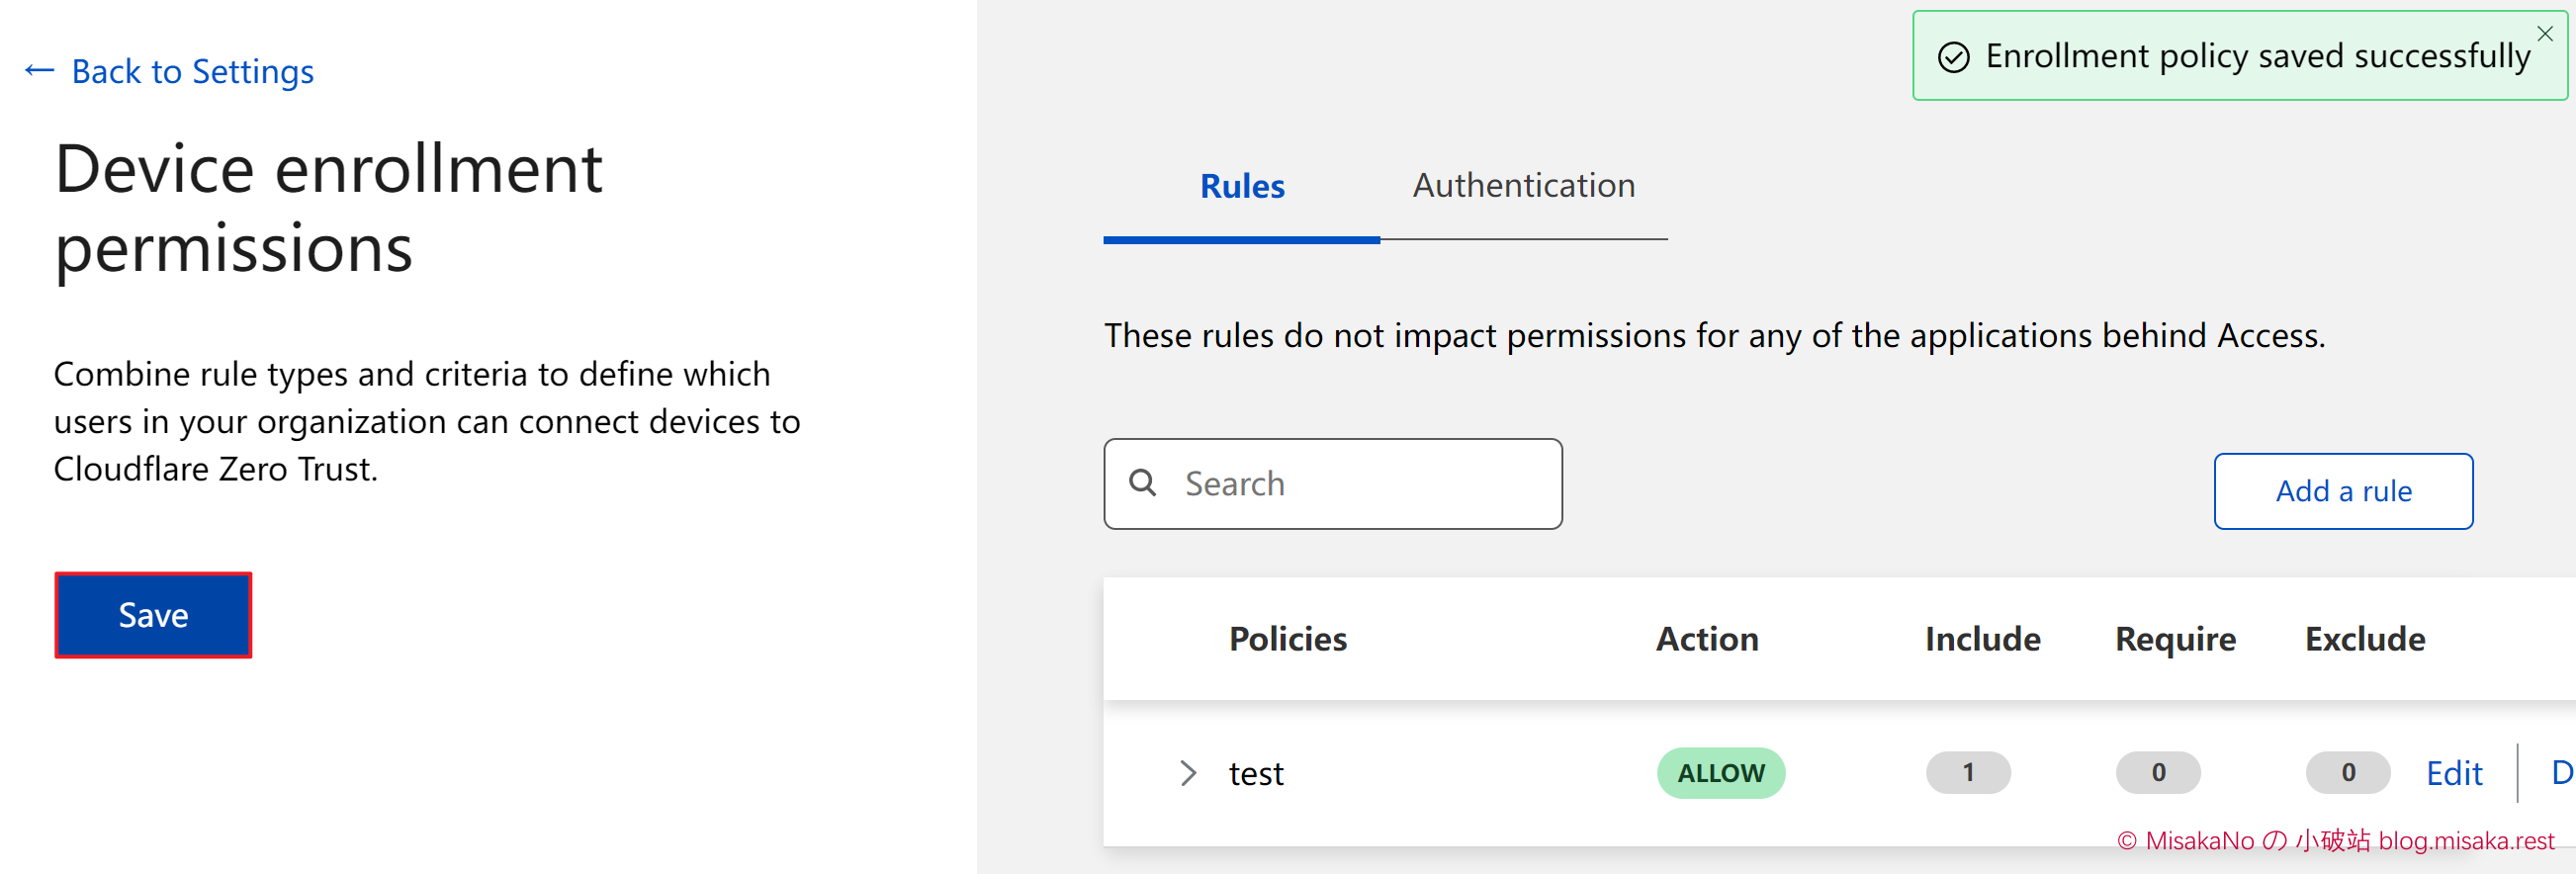 ← Back to Settings
Device enrollment
permissions
Combine rule types and criteria to define which
users in your organization can connect devices to
Cloudflare Zero Trust.
Save
Enrollment policy saved successfully
Rules Authentication
These rules do not impact permissions for any of the applications behind Access.
Search
Add a rule
Policies Action Include Require Exclude
test ALLOW 1 0 0 Edit D
© MisakaNo の 小破站 blog.misaka.rest